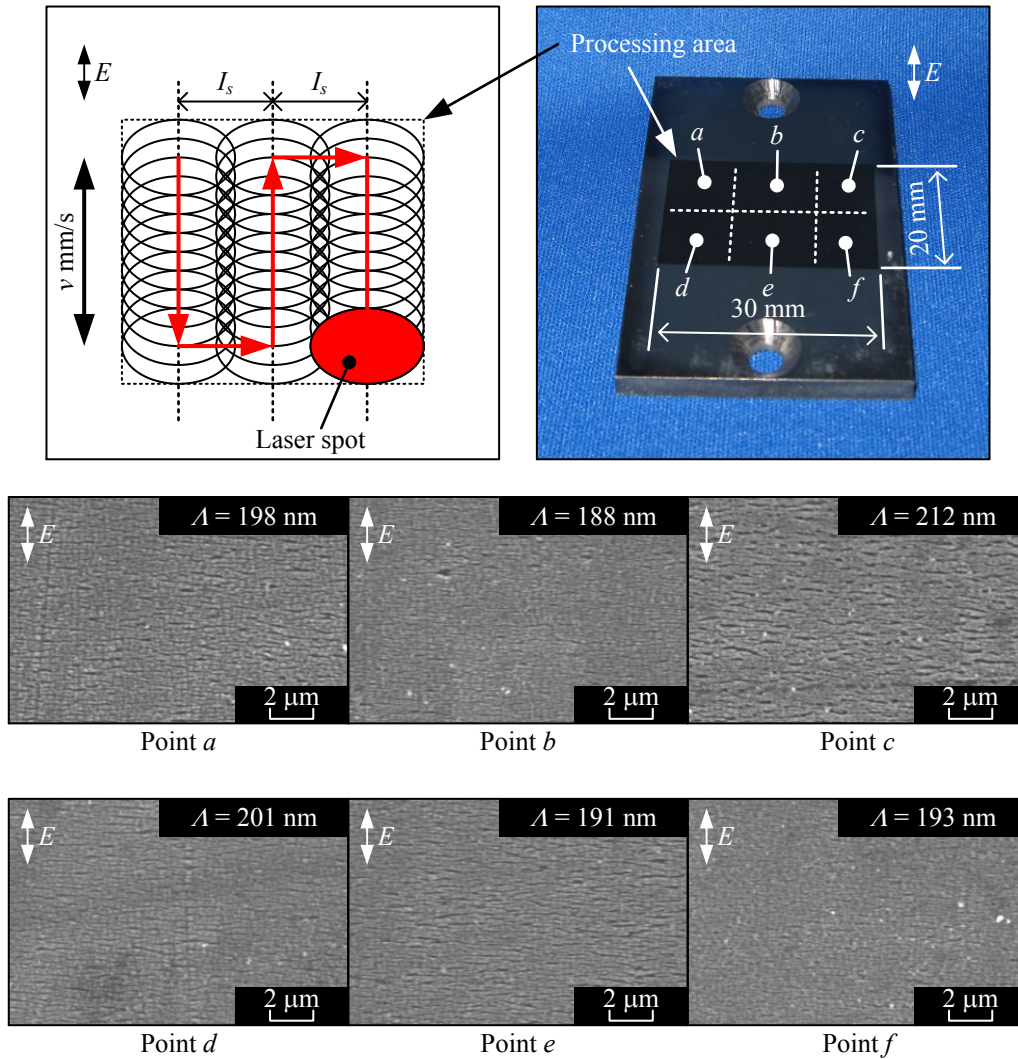 E
I_s
I_s
v mm/s
Laser spot
Processing area
E
a
b
c
d
e
f
20 mm
30 mm
E
Λ = 198 nm
2 μm
Point a
E
Λ = 188 nm
2 μm
Point b
E
Λ = 212 nm
2 μm
Point c
E
Λ = 201 nm
2 μm
Point d
E
Λ = 191 nm
2 μm
Point e
E
Λ = 193 nm
2 μm
Point f